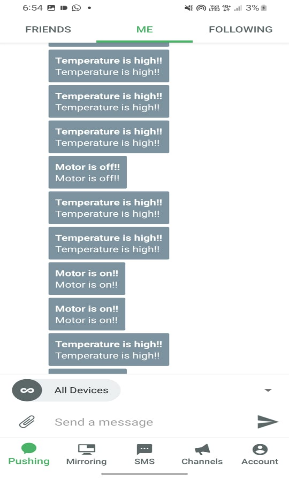 6:54
3%
FRIENDS
ME
FOLLOWING
Temperature is high!!
Temperature is high!!
Temperature is high!!
Temperature is high!!
Temperature is high!!
Temperature is high!!
Motor is off!!
Motor is off!!
Temperature is high!!
Temperature is high!!
Temperature is high!!
Temperature is high!!
Motor is on!!
Motor is on!!
Motor is on!!
Motor is on!!
Temperature is high!!
Temperature is high!!
All Devices
Send a message
Pushing
Mirroring
SMS
Channels
Account